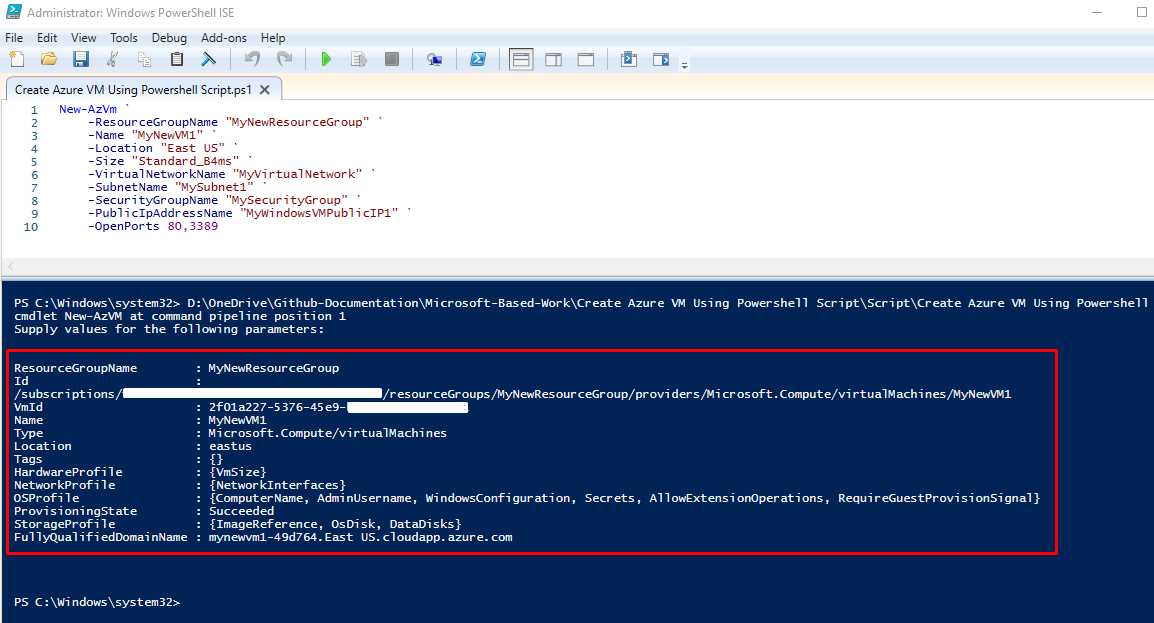 Administrator: Windows PowerShell ISE
File Edit View Tools Debug Add-ons Help
Create Azure VM Using Powershell Script.ps1
1 New-AzVm `
2 -ResourceGroupName "MyNewResourceGroup" `
3 -Name "MyNewVM1" `
4 -Location "East US" `
5 -Size "Standard_B4ms" `
6 -VirtualNetworkName "MyVirtualNetwork" `
7 -SubnetName "MySubnet1" `
8 -SecurityGroupName "MySecurityGroup" `
9 -PublicIpAddressName "MyWindowsVMPublicIP1" `
10 -OpenPorts 80,3389
PS C:\Windows\system32> D:\OneDrive\Github-Documentation\Microsoft-Based-Work\Create Azure VM Using Powershell Script\Script\Create Azure VM Using Powershell
cmdlet New-AzVM at command pipeline position 1
Supply values for the following parameters:
ResourceGroupName : MyNewResourceGroup
Id :
/subscriptions/ /resourceGroups/MyNewResourceGroup/providers/Microsoft.Compute/virtualMachines/MyNewVM1
VmId : 2f01a227-5376-45e9-
Name : MyNewVM1
Type : Microsoft.Compute/virtualMachines
Location : eastus
Tags : {}
HardwareProfile : {VmSize}
NetworkProfile : {NetworkInterfaces}
OSProfile : {ComputerName, AdminUsername, WindowsConfiguration, Secrets, AllowExtensionOperations, RequireGuestProvisionSignal}
ProvisioningState : Succeeded
StorageProfile : {ImageReference, OsDisk, DataDisks}
FullyQualifiedDomainName : mynewvm1-49d764.East US.cloudapp.azure.com
PS C:\Windows\system32>